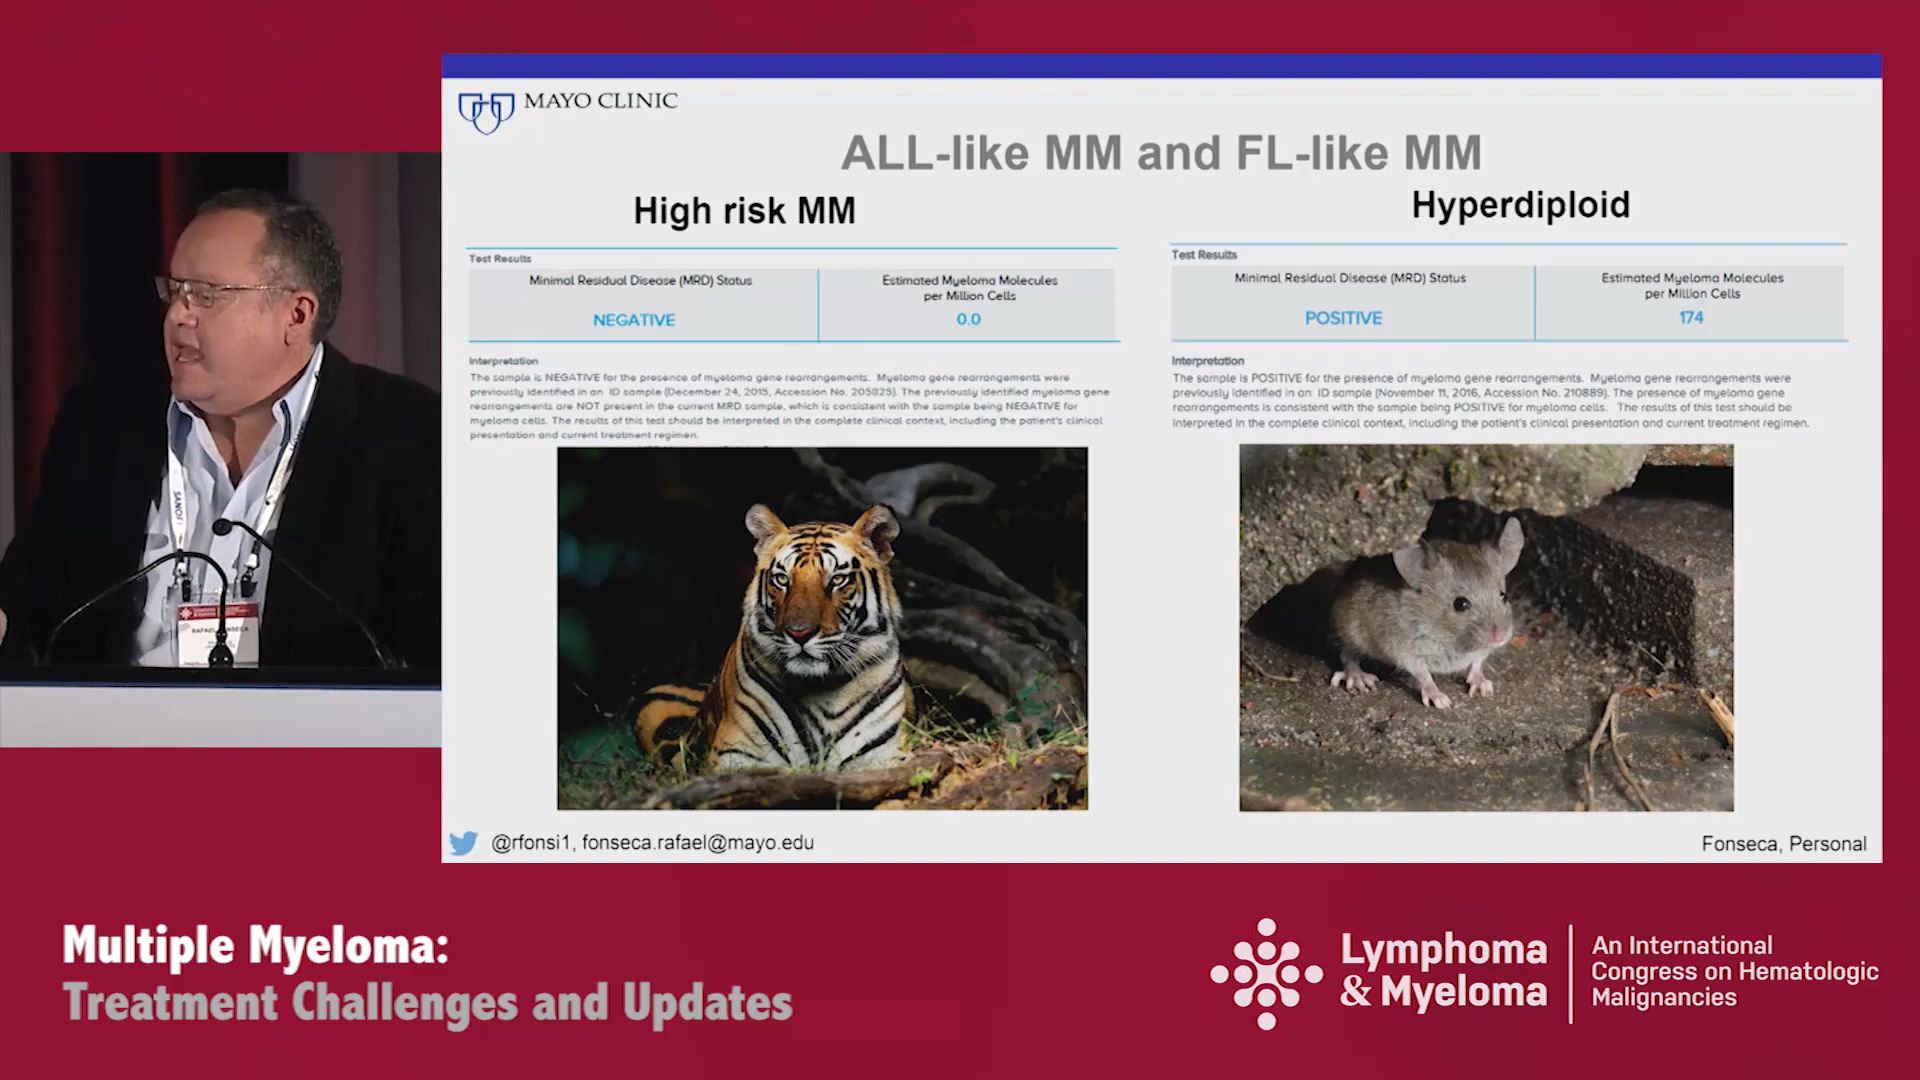 MAYO CLINIC
ALL-like MM and FL-like MM
High risk MM
Test Results
Minimal Residual Disease (MRD) Status
NEGATIVE
Estimated Myeloma Molecules
per Million Cells
0.0
Interpretation
The sample is NEGATIVE for the presence of myeloma gene rearrangements. Myeloma gene rearrangements were
previously identified in an ID sample (December 24, 2015, Accession No. 205825). The previously identified myeloma gene
rearrangements are NOT present in the current MRD sample, which is consistent with the sample being NEGATIVE for
myeloma cells. The results of this test should be interpreted in the complete clinical context, including the patient's clinical
presentation and current treatment regimen.
Hyperdiploid
Test Results
Minimal Residual Disease (MRD) Status
POSITIVE
Estimated Myeloma Molecules
per Million Cells
174
Interpretation
The sample is POSITIVE for the presence of myeloma gene rearrangements. Myeloma gene rearrangements were
previously identified in an ID sample (November 11, 2016, Accession No. 210889). The presence of myeloma gene
rearrangements is consistent with the sample being POSITIVE for myeloma cells. The results of this test should be
interpreted in the complete clinical context, including the patient's clinical presentation and current treatment regimen.
@rfonsi1, fonseca.rafael@mayo.edu
Fonseca, Personal
SANOFI
Multiple Myeloma:
Treatment Challenges and Updates
Lymphoma
& Myeloma
An International
Congress on Hematologic
Malignancies